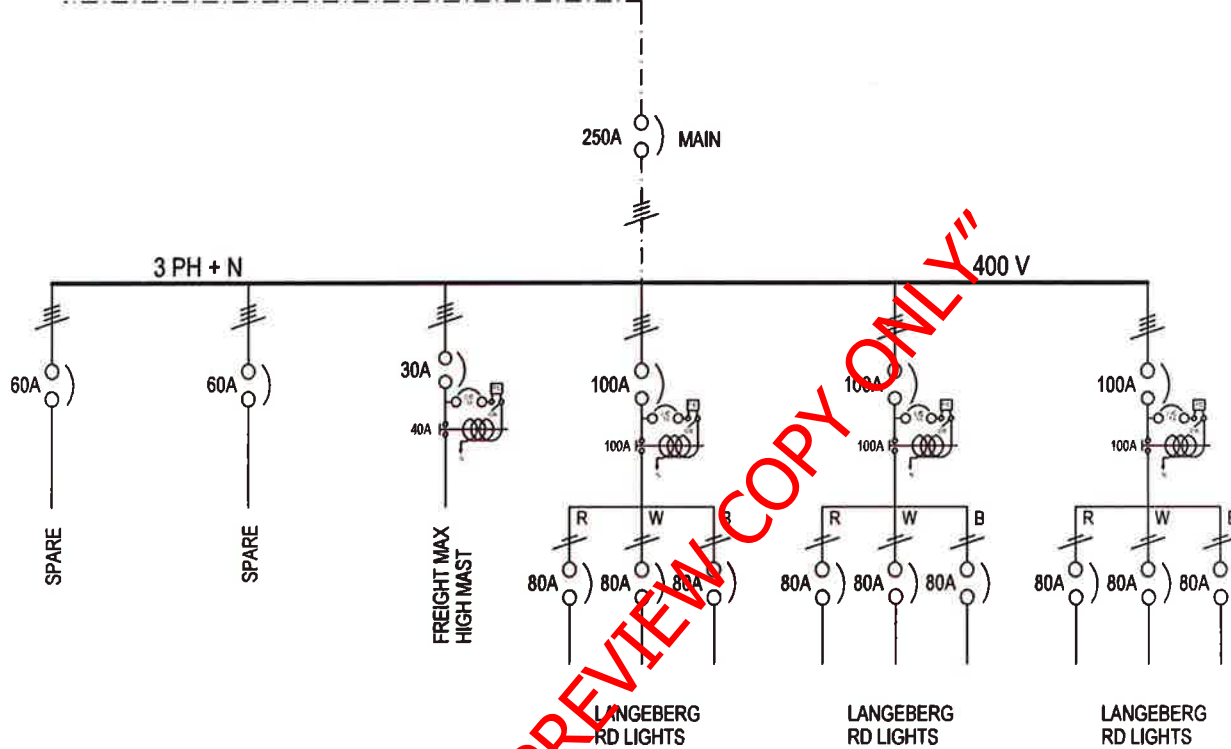 250A
MAIN
3 PH + N
400 V
60A
60A
30A
100A
100A
100A
40A
100A
100A
100A
R
W
B
R
W
B
R
W
80A
80A
80A
80A
80A
80A
80A
80A
80A
SPARE
SPARE
FREIGHT MAX
HIGH MAST
LANGEBERG
RD LIGHTS
LANGEBERG
RD LIGHTS
LANGEBERG
RD LIGHTS
PREVIEW COPY ONLY"